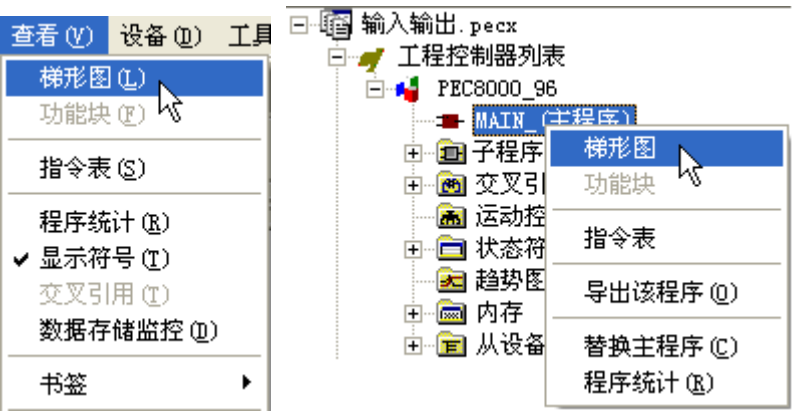 查看(V) 设备(D) 工具
梯形图(L)
功能块(F)
指令表(S)
程序统计(R)
显示符号(T)
交叉引用(T)
数据存储监控(D)
书签
输入输出.pecx
工程控制器列表
PEC8000_96
MAIN_(主程序)
子程序
交叉引
运动控
状态符
趋势图
内存
从设备
梯形图
功能块
指令表
导出该程序(O)
替换主程序(C)
程序统计(R)